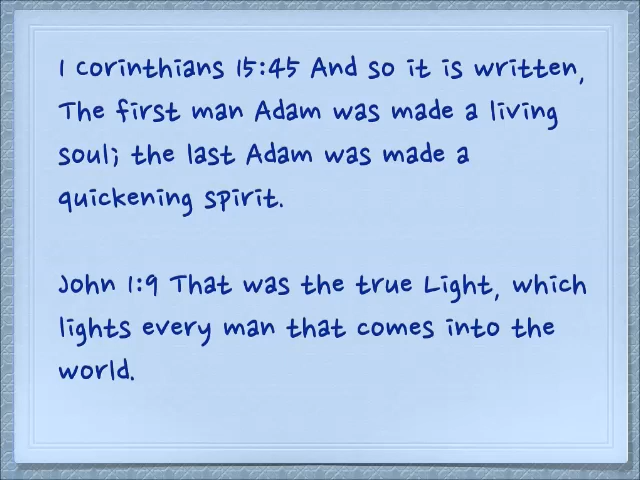 1 Corinthians 15:45 And so it is written,
The first man Adam was made a living
soul; the last Adam was made a
quickening spirit.
John 1:9 That was the true Light, which
lights every man that comes into the
world.